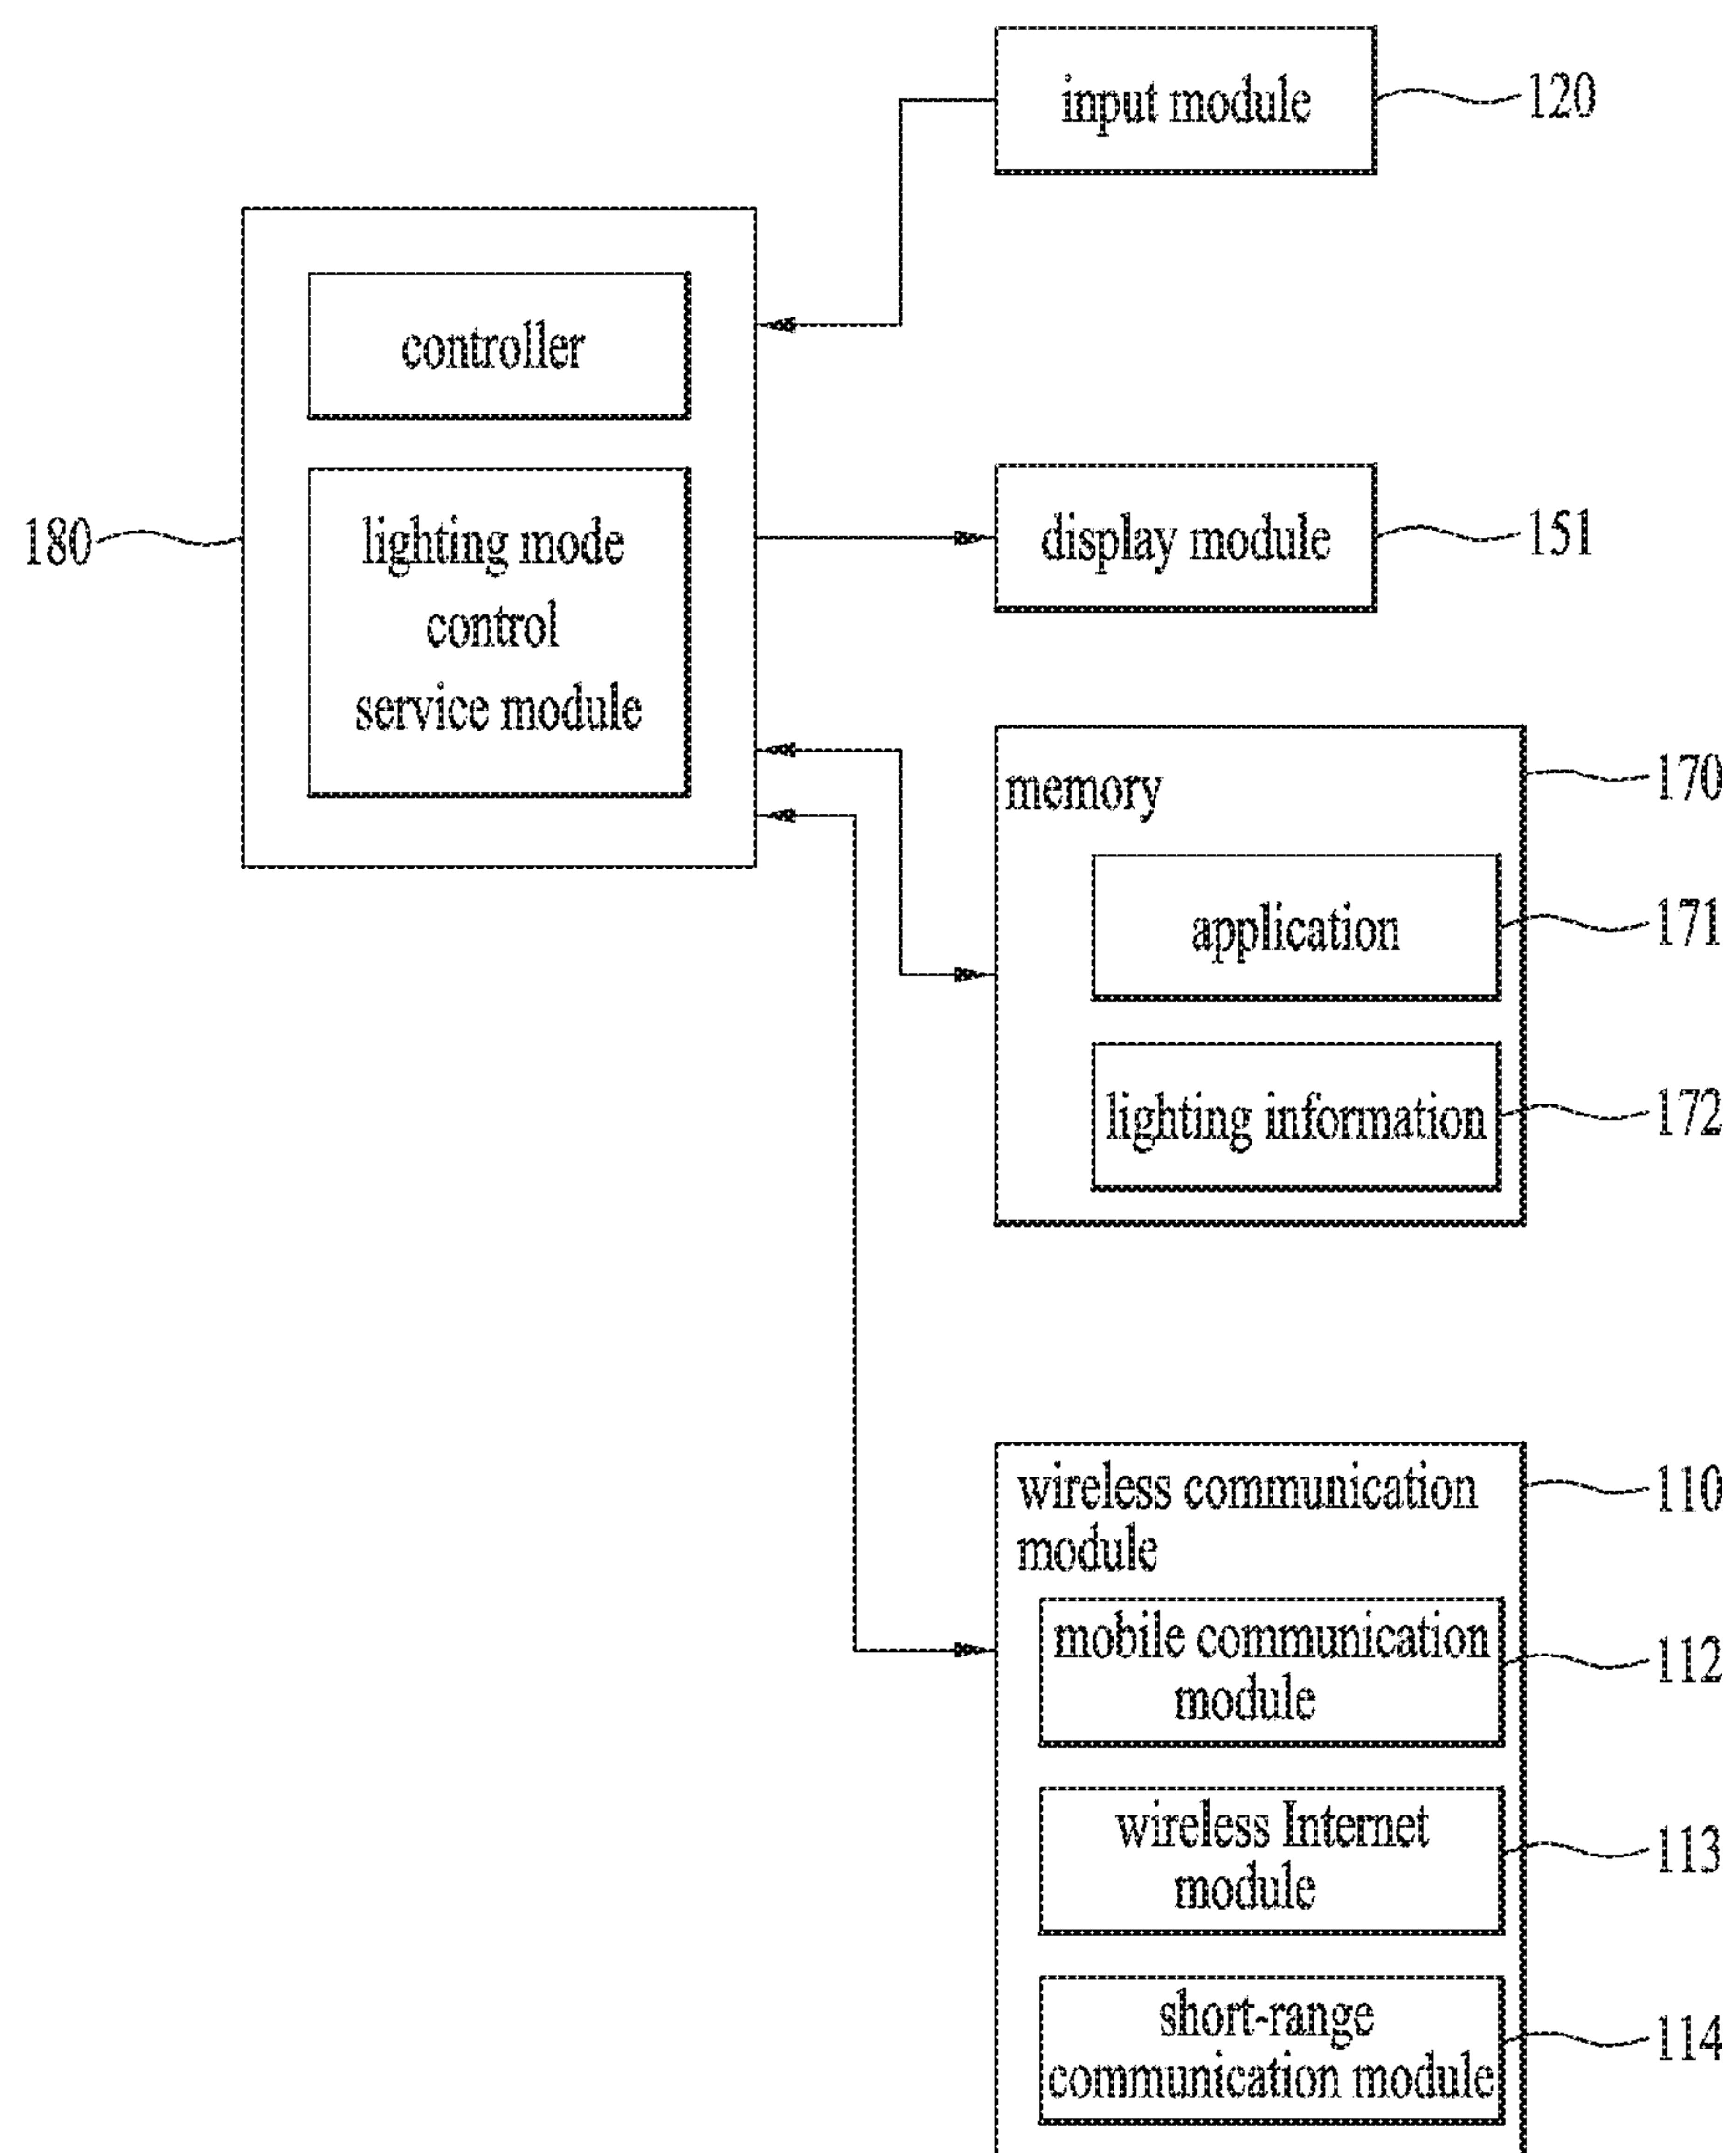 input module
120
controller
lighting mode
control
service module
180
display module
151
memory
170
application
171
lighting information
172
wireless communication
module
110
mobile communication
module
112
wireless Internet
module
113
short-range
communication module
114